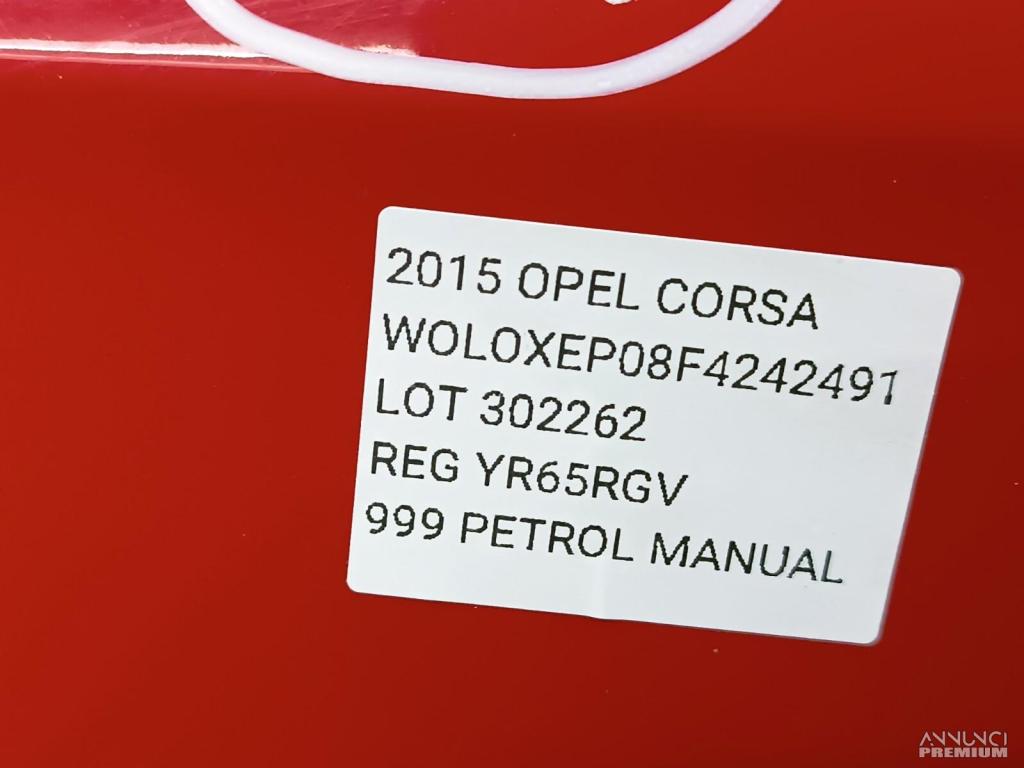 2015 OPEL CORSA
WOLOXEP08F4242491
LOT 302262
REG YR65RGV
999 PETROL MANUAL
ANNUNCI
PREMIUM